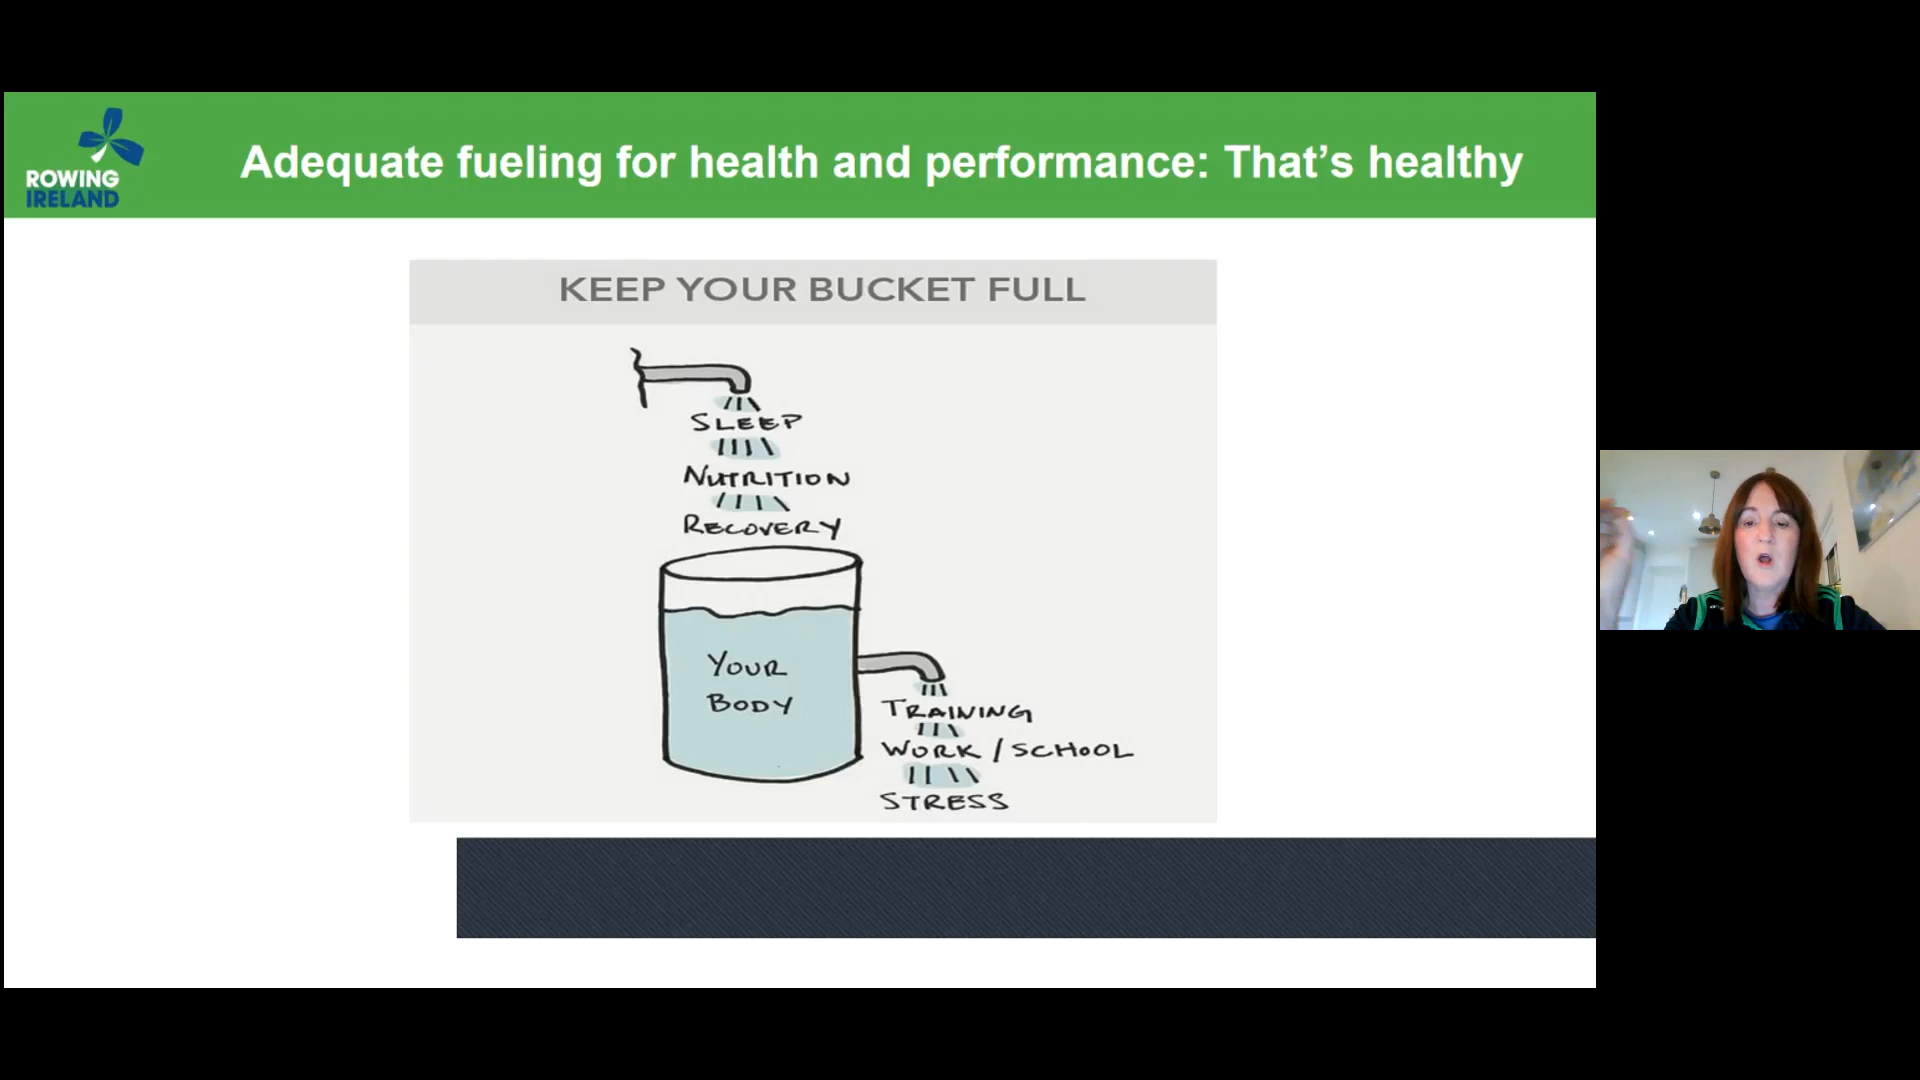 ROWING
IRELAND
Adequate fueling for health and performance: That’s healthy
KEEP YOUR BUCKET FULL
SLEEP
NUTRITION
RECOVERY
YOUR
BODY
TRAINING
WORK / SCHOOL
STRESS